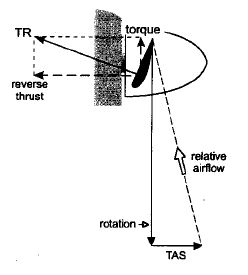 TR
torque
reverse
thrust
relative
airflow
rotation
TAS